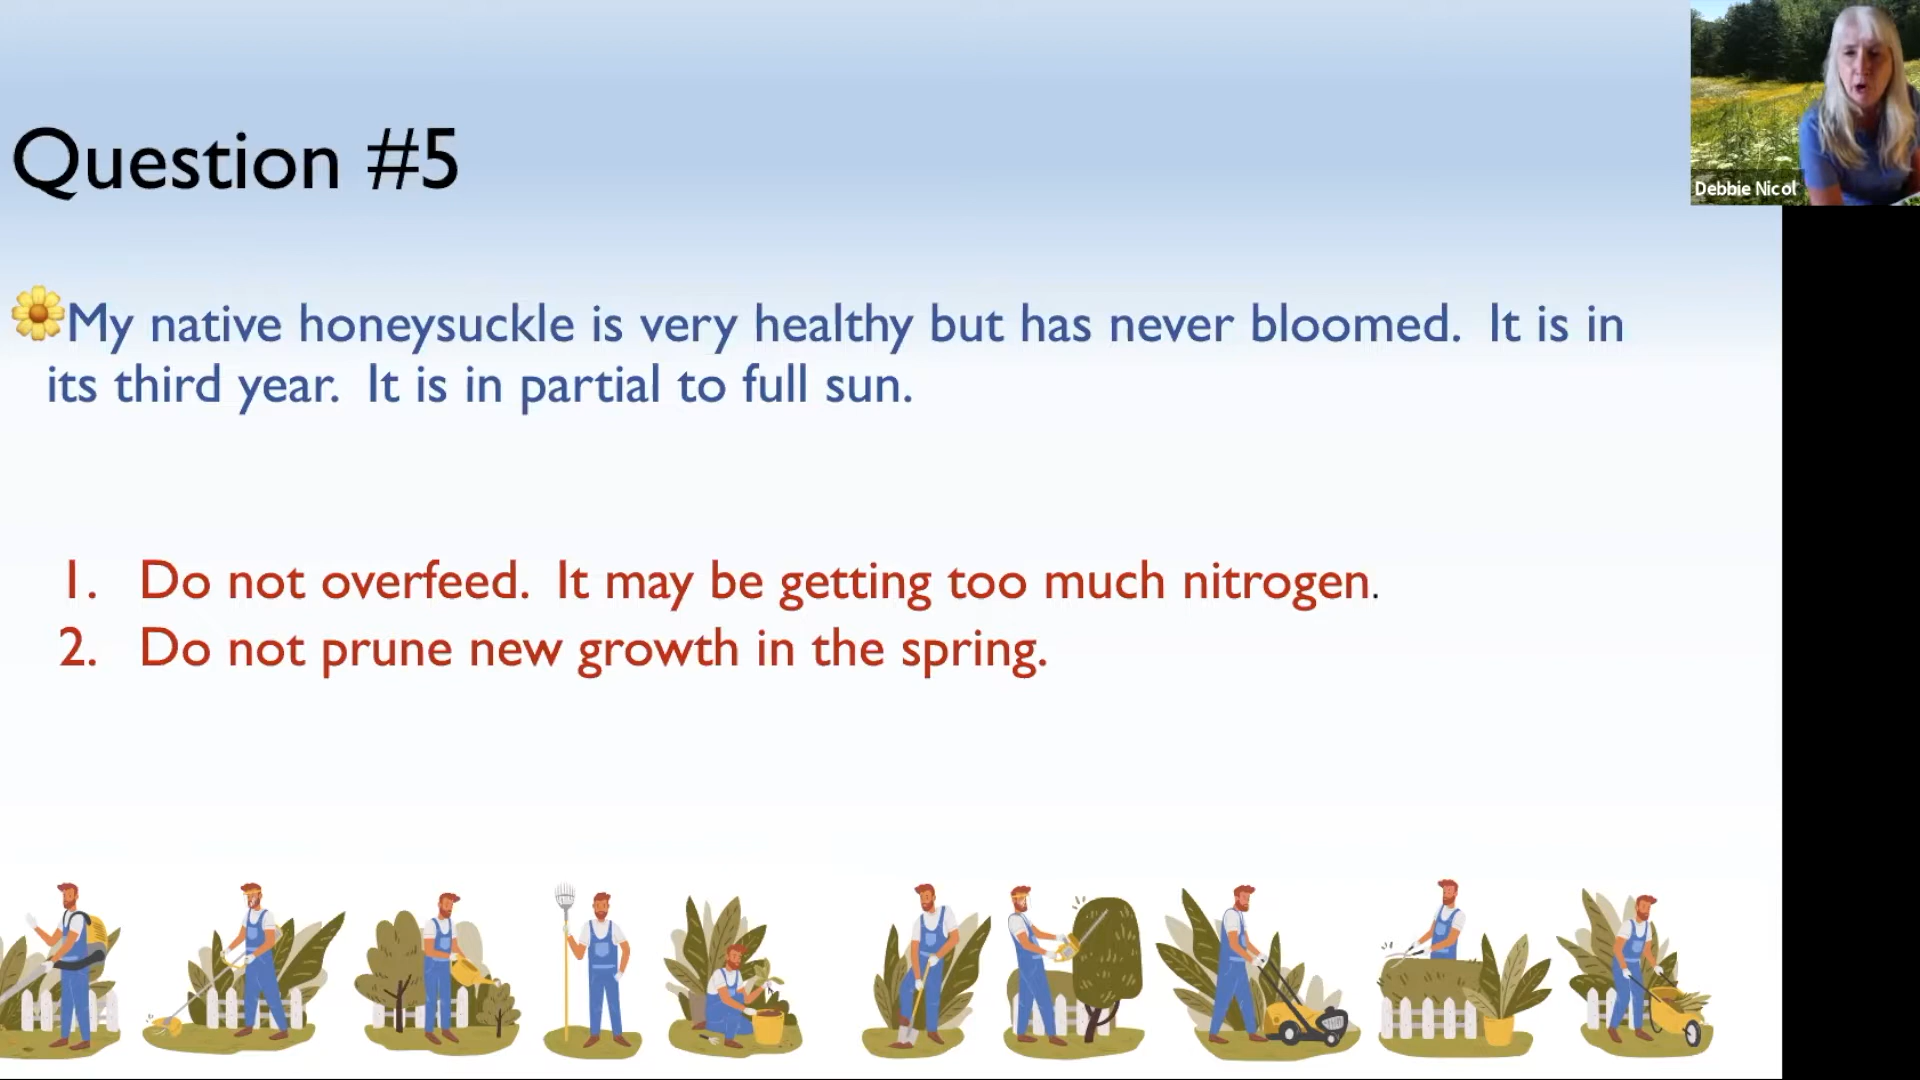 Question #5
My native honeysuckle is very healthy but has never bloomed.  It is in
its third year.  It is in partial to full sun.
1. Do not overfeed.  It may be getting too much nitrogen.
2. Do not prune new growth in the spring.
Debbie Nicol